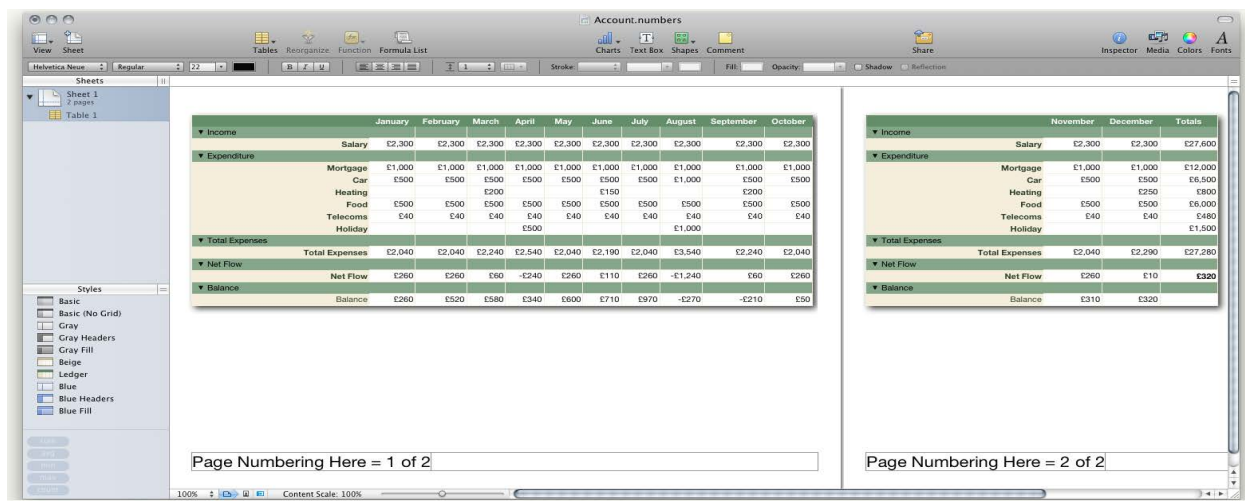 Account.numbers
View Sheet Tables Reorganize Function Formula List Charts Text Box Shapes Comment Share Inspector Media Colors Fonts
Helvetica Neue Regular 22 B I U 1 Stroke: Fill: Opacity: Shadow Reflection
Sheets
Sheet 1
2 pages
Table 1
January February March April May June July August September October
Income
Salary £2,300 £2,300 £2,300 £2,300 £2,300 £2,300 £2,300 £2,300 £2,300 £2,300
Expenditure
Mortgage £1,000 £1,000 £1,000 £1,000 £1,000 £1,000 £1,000 £1,000 £1,000 £1,000
Car £500 £500 £500 £500 £500 £500 £500 £1,000 £500 £500
Heating £200 £150 £200
Food £500 £500 £500 £500 £500 £500 £500 £500 £500 £500
Telecoms £40 £40 £40 £40 £40 £40 £40 £40 £40 £40
Holiday £500 £1,000
Total Expenses
Total Expenses £2,040 £2,040 £2,240 £2,540 £2,040 £2,190 £2,040 £3,540 £2,240 £2,040
Net Flow
Net Flow £260 £260 £60 -£240 £260 £110 £260 -£1,240 £60 £260
Balance
Balance £260 £520 £580 £340 £600 £710 £970 -£270 -£210 £50
November December Totals
Income
Salary £2,300 £2,300 £27,600
Expenditure
Mortgage £1,000 £1,000 £12,000
Car £500 £500 £6,500
Heating £250 £800
Food £500 £500 £6,000
Telecoms £40 £40 £480
Holiday £1,500
Total Expenses
Total Expenses £2,040 £2,290 £27,280
Net Flow
Net Flow £260 £10 £320
Balance
Balance £310 £320
Styles
Basic
Basic (No Grid)
Gray
Gray Headers
Gray Fill
Beige
Ledger
Blue
Blue Headers
Blue Fill
Page Numbering Here = 1 of 2
Page Numbering Here = 2 of 2
100% Content Scale: 100%